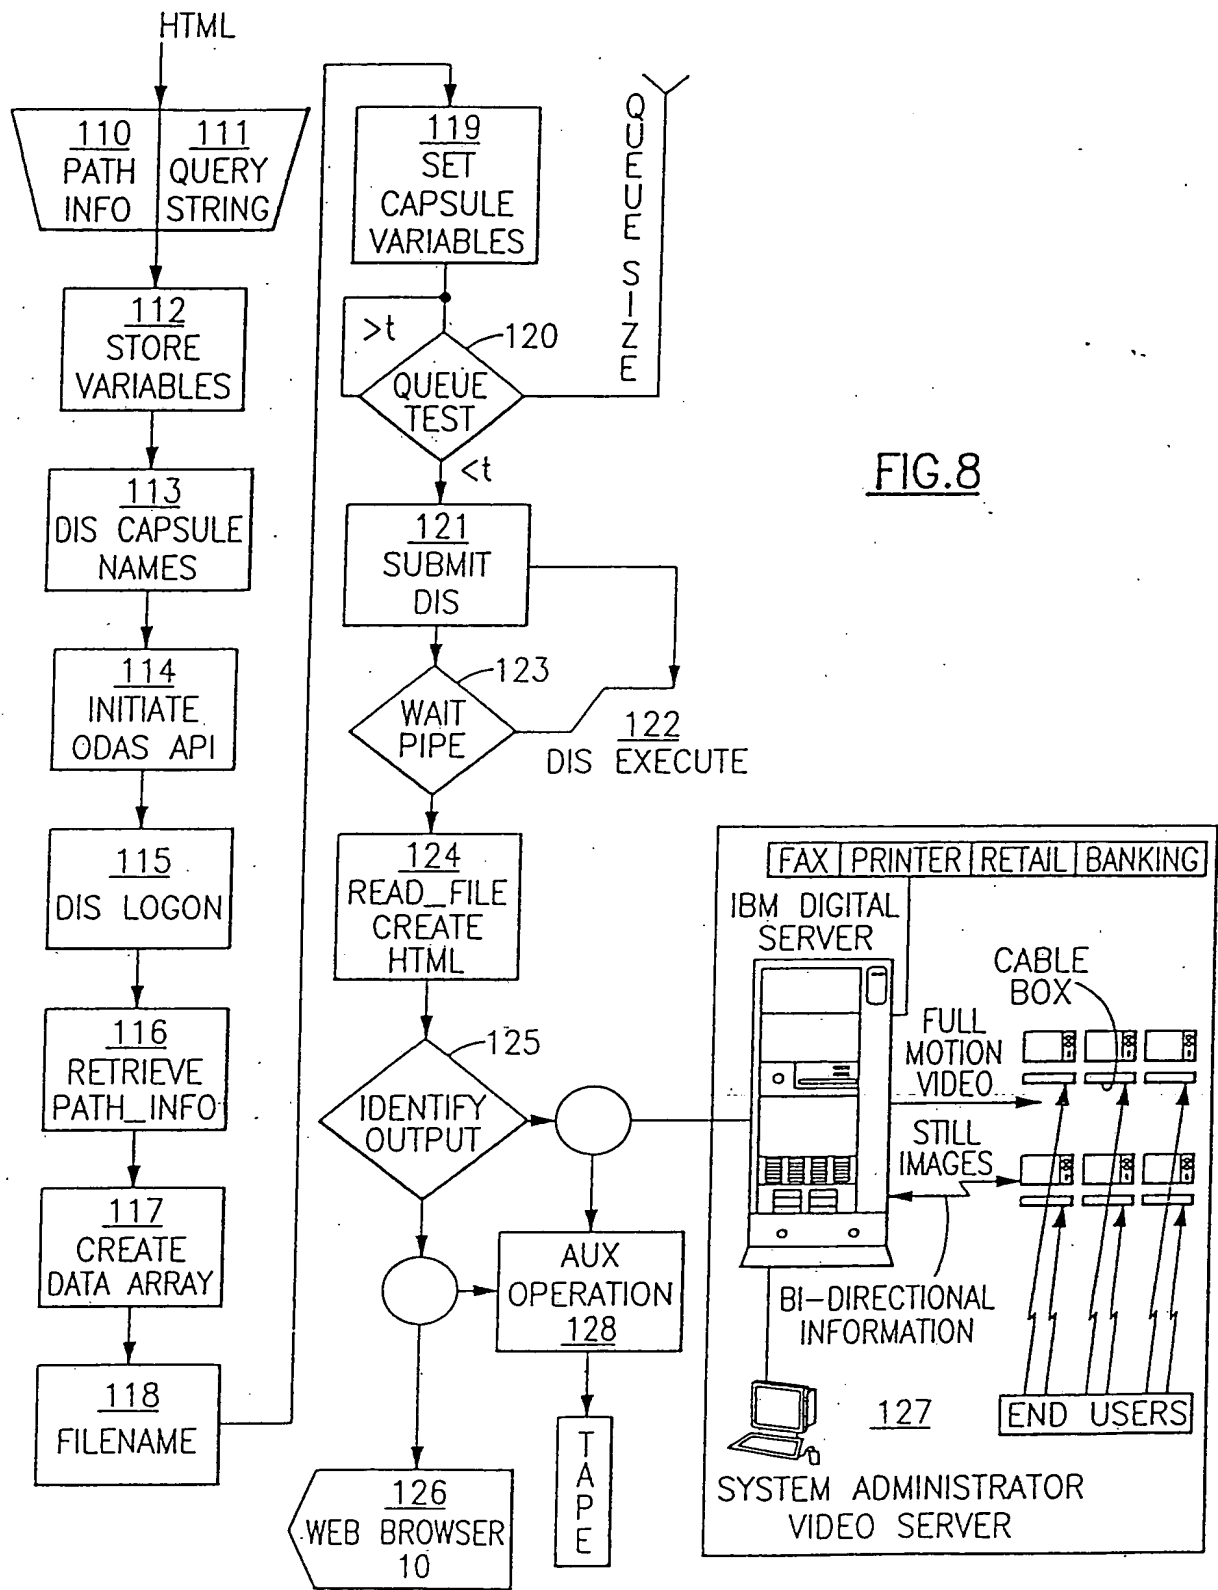 HTML
110
PATH
INFO
111
QUERY
STRING
112
STORE
VARIABLES
113
DIS CAPSULE
NAMES
114
INITIATE
ODAS API
115
DIS LOGON
116
RETRIEVE
PATH_INFO
117
CREATE
DATA ARRAY
118
FILENAME
119
SET
CAPSULE
VARIABLES
>t
120
QUEUE
TEST
<t
QUEUE SIZE
121
SUBMIT
DIS
123
WAIT
PIPE
122
DIS EXECUTE
124
READ_FILE
CREATE
HTML
125
IDENTIFY
OUTPUT
AUX
OPERATION
128
TAPE
126
WEB BROWSER
10
FIG.8
FAX PRINTER RETAIL BANKING
IBM DIGITAL
SERVER
CABLE
BOX
FULL
MOTION
VIDEO
STILL
IMAGES
BI-DIRECTIONAL
INFORMATION
127
END USERS
SYSTEM ADMINISTRATOR
VIDEO SERVER